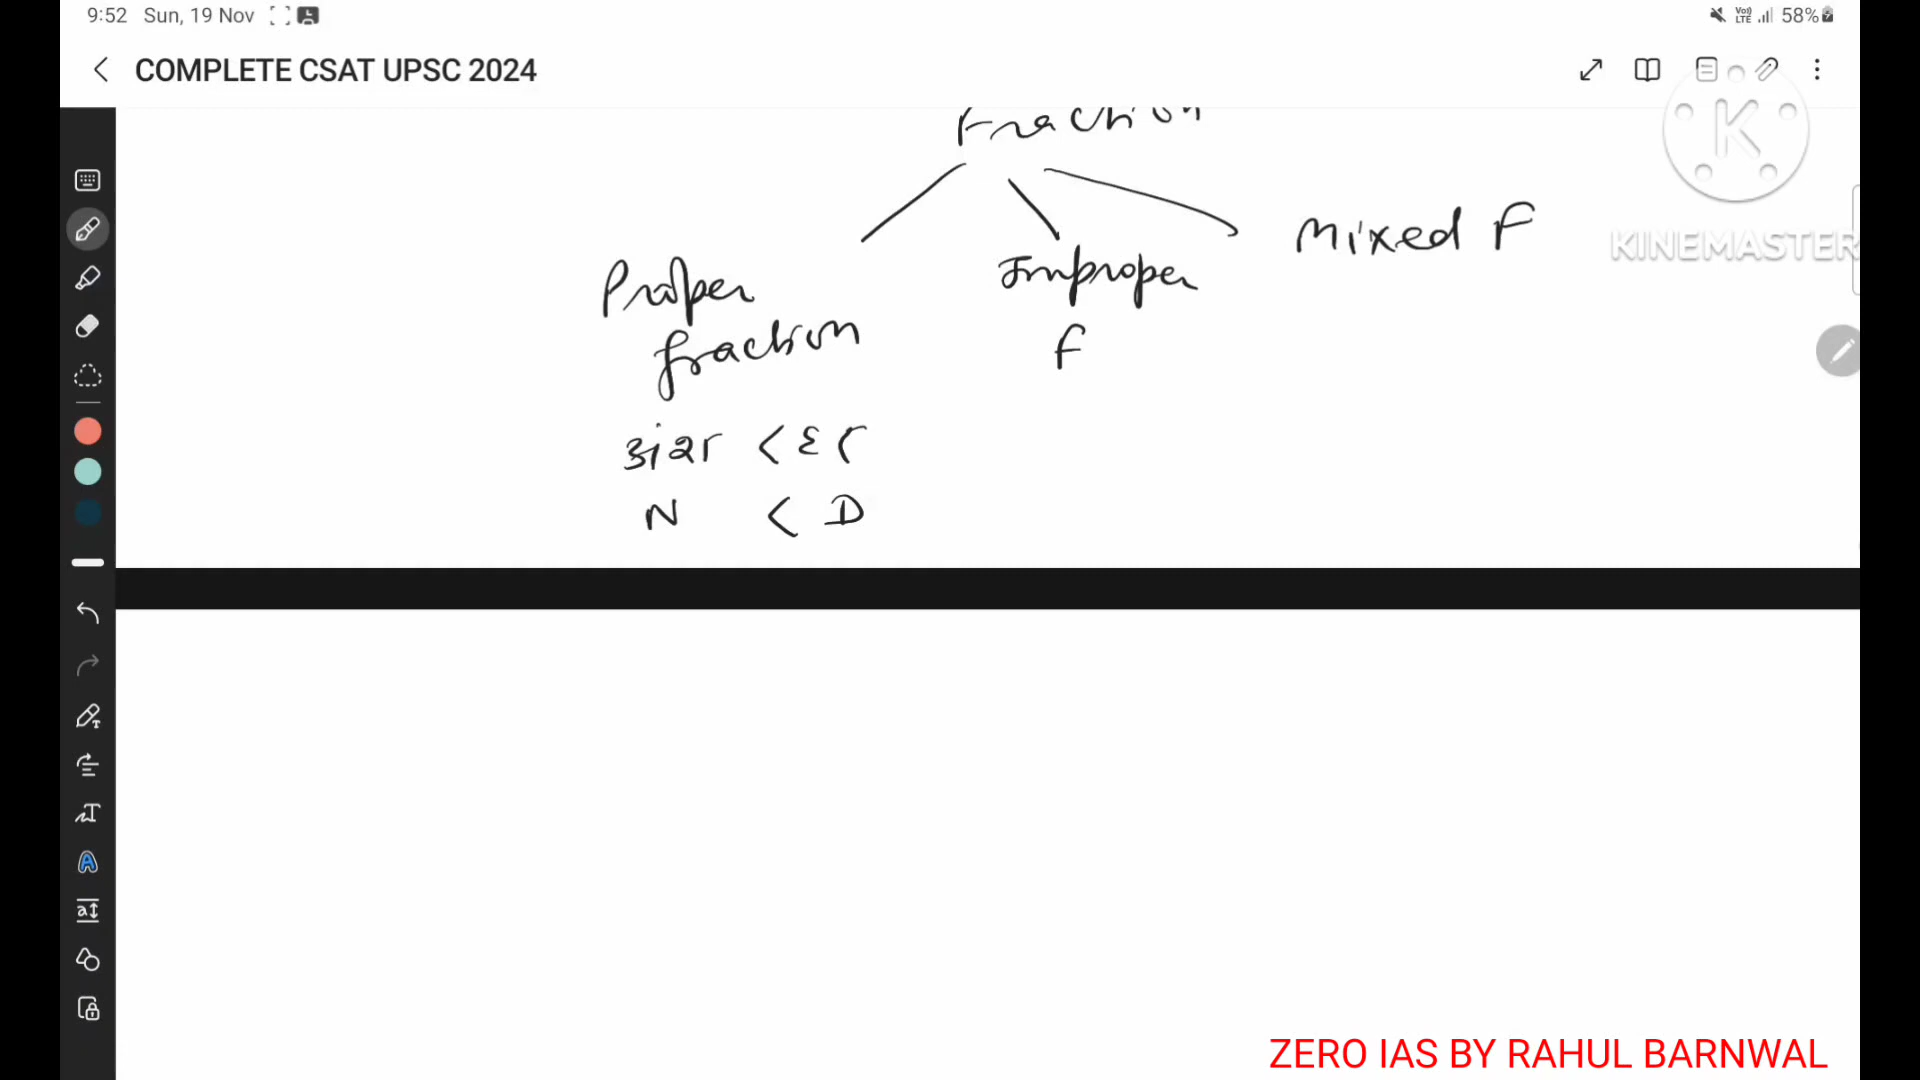 9:52 Sun, 19 Nov
58%
COMPLETE CSAT UPSC 2024
Fraction
Mixed F
KINEMASTER
Proper
fraction
Improper
F
अंश < हर
N < D
ZERO IAS BY RAHUL BARNWAL